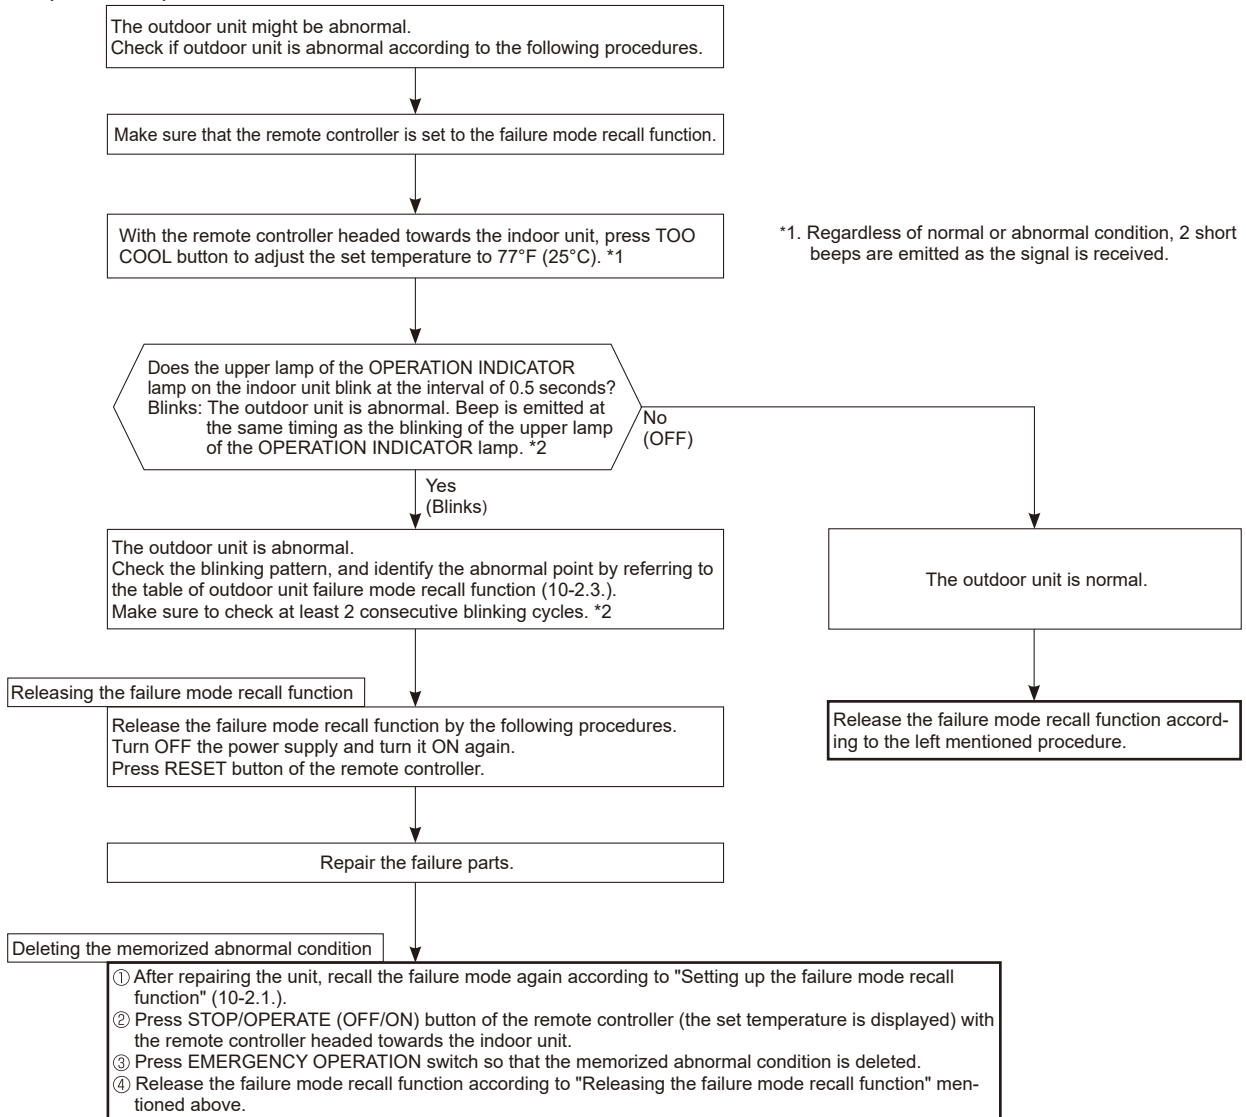 The outdoor unit might be abnormal.
Check if outdoor unit is abnormal according to the following procedures.
Make sure that the remote controller is set to the failure mode recall function.
With the remote controller headed towards the indoor unit, press TOO
COOL button to adjust the set temperature to 77°F (25°C). *1
*1. Regardless of normal or abnormal condition, 2 short
beeps are emitted as the signal is received.
Does the upper lamp of the OPERATION INDICATOR
lamp on the indoor unit blink at the interval of 0.5 seconds?
Blinks: The outdoor unit is abnormal. Beep is emitted at
the same timing as the blinking of the upper lamp
of the OPERATION INDICATOR lamp. *2
No
(OFF)
Yes
(Blinks)
The outdoor unit is abnormal.
Check the blinking pattern, and identify the abnormal point by referring to
the table of outdoor unit failure mode recall function (10-2.3.).
Make sure to check at least 2 consecutive blinking cycles. *2
The outdoor unit is normal.
Releasing the failure mode recall function
Release the failure mode recall function by the following procedures.
Turn OFF the power supply and turn it ON again.
Press RESET button of the remote controller.
Release the failure mode recall function accord-
ing to the left mentioned procedure.
Repair the failure parts.
Deleting the memorized abnormal condition
① After repairing the unit, recall the failure mode again according to "Setting up the failure mode recall
function" (10-2.1.).
② Press STOP/OPERATE (OFF/ON) button of the remote controller (the set temperature is displayed) with
the remote controller headed towards the indoor unit.
③ Press EMERGENCY OPERATION switch so that the memorized abnormal condition is deleted.
④ Release the failure mode recall function according to "Releasing the failure mode recall function" men-
tioned above.